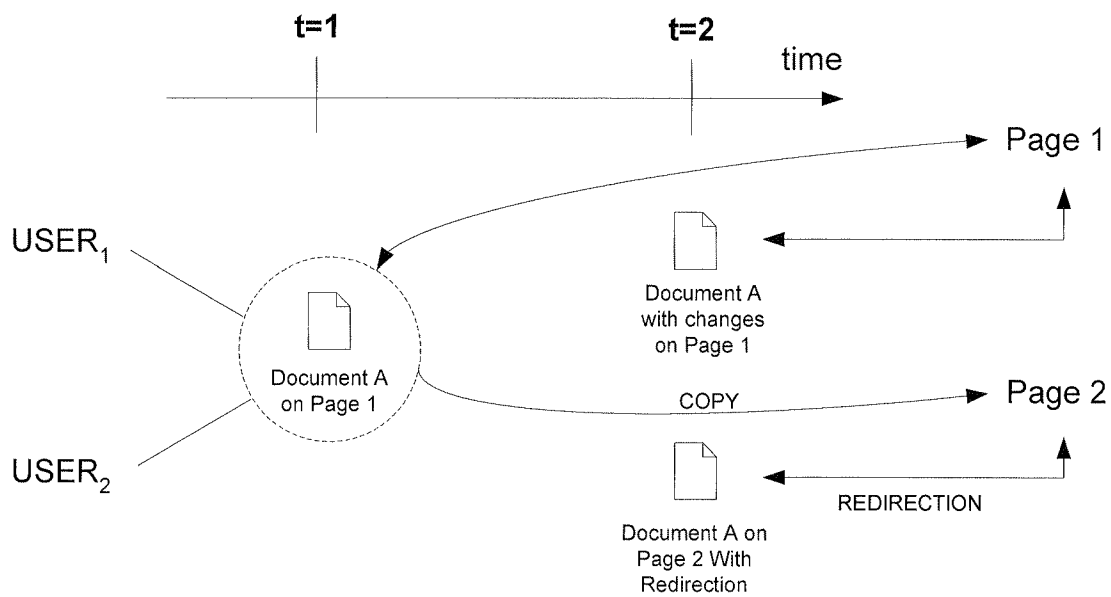 t=1
t=2
time
Page 1
USER₁
Document A
with changes
on Page 1
Document A
on Page 1
COPY
Page 2
USER₂
REDIRECTION
Document A on
Page 2 With
Redirection